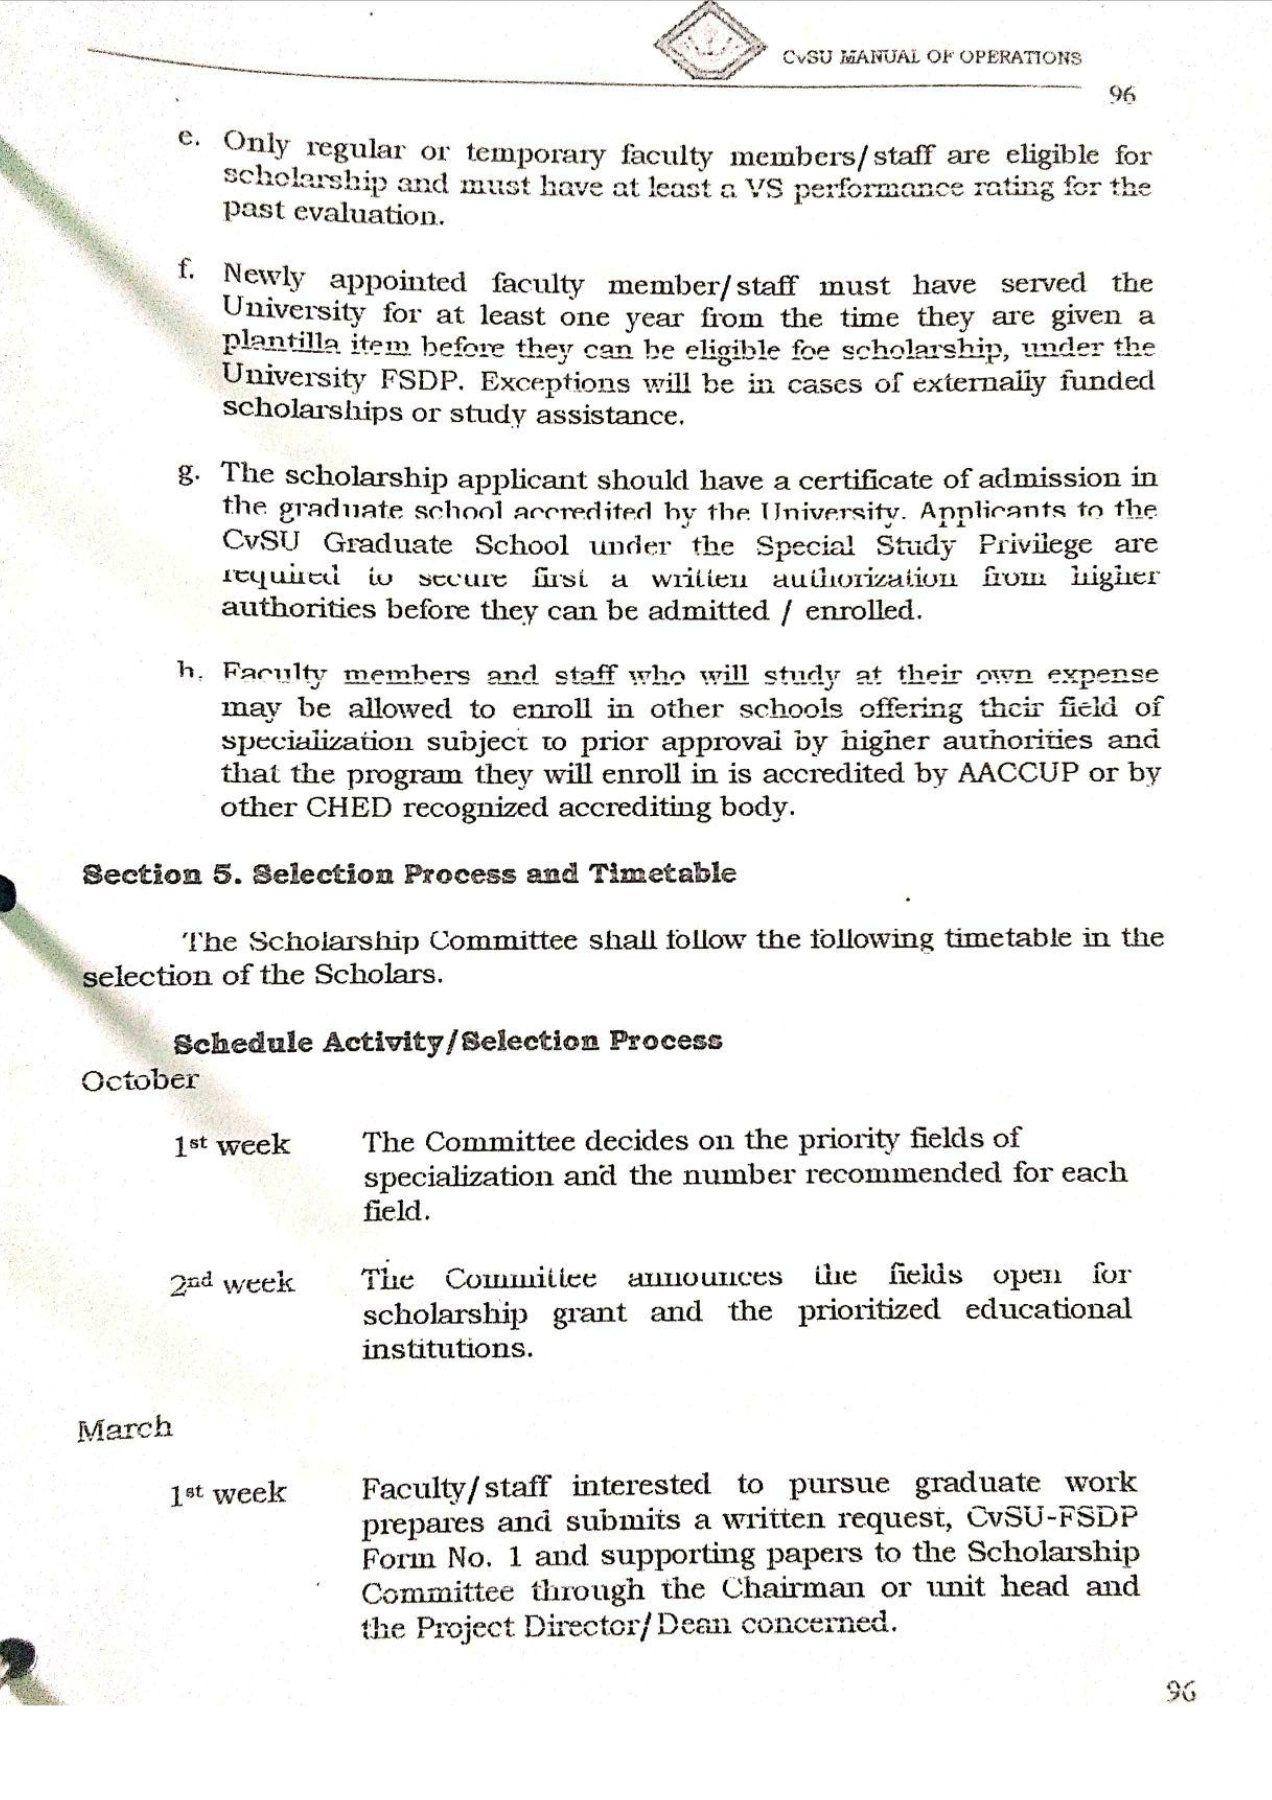 CvSU MANUAL OF OPERATIONS
96
e. Only regular or temporary faculty members/staff are eligible for
scholarship and must have at least a VS performance rating for the
past evaluation.
f. Newly appointed faculty member/staff must have served the
University for at least one year from the time they are given a
plantilla item before they can be eligible foe scholarship, under the
University FSDP. Exceptions will be in cases of externally funded
scholarships or study assistance.
g. The scholarship applicant should have a certificate of admission in
the graduate school accredited by the University. Applicants to the
CvSU Graduate School under the Special Study Privilege are
required to secure first a written authorization from higher
authorities before they can be admitted / enrolled.
h. Faculty members and staff who will study at their own expense
may be allowed to enroll in other schools offering their field of
specialization subject to prior approval by higher authorities and
that the program they will enroll in is accredited by AACCUP or by
other CHED recognized accrediting body.
Section 5. Selection Process and Timetable
The Scholarship Committee shall follow the following timetable in the
selection of the Scholars.
Schedule Activity/Selection Process
October
1st week The Committee decides on the priority fields of
specialization and the number recommended for each
field.
2nd week The Committee announces the fields open for
scholarship grant and the prioritized educational
institutions.
March
1st week Faculty/staff interested to pursue graduate work
prepares and submits a written request, CvSU-FSDP
Form No. 1 and supporting papers to the Scholarship
Committee through the Chairman or unit head and
the Project Director/Dean concerned.
96